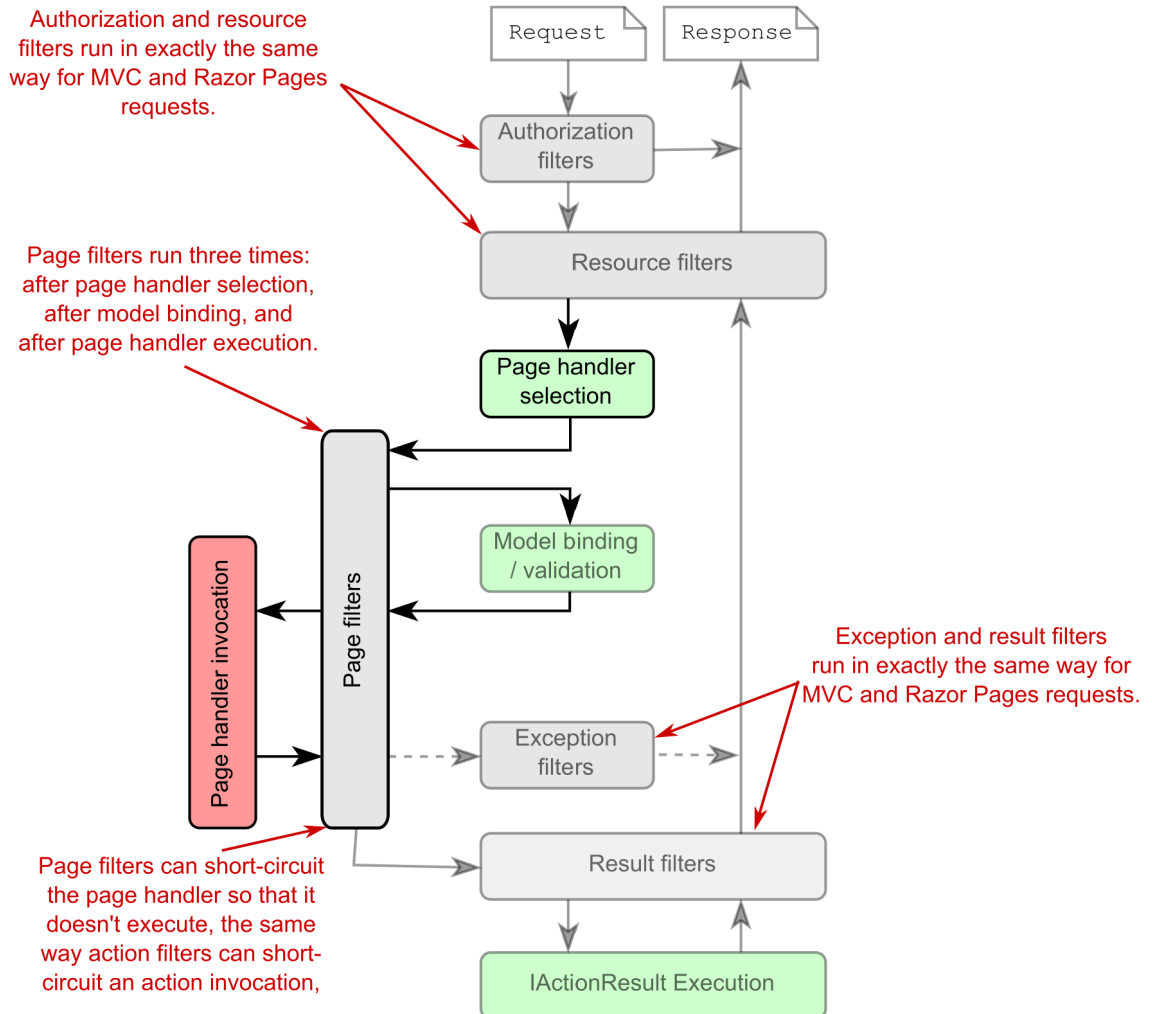 Authorization and resource
filters run in exactly the same
way for MVC and Razor Pages
requests.
Request
Response
Authorization
filters
Resource filters
Page filters run three times:
after page handler selection,
after model binding, and
after page handler execution.
Page handler
selection
Model binding
/ validation
Page filters
Page handler invocation
Exception and result filters
run in exactly the same way for
MVC and Razor Pages requests.
Exception
filters
Page filters can short-circuit
the page handler so that it
doesn't execute, the same
way action filters can short-
circuit an action invocation,
Result filters
IActionResult Execution